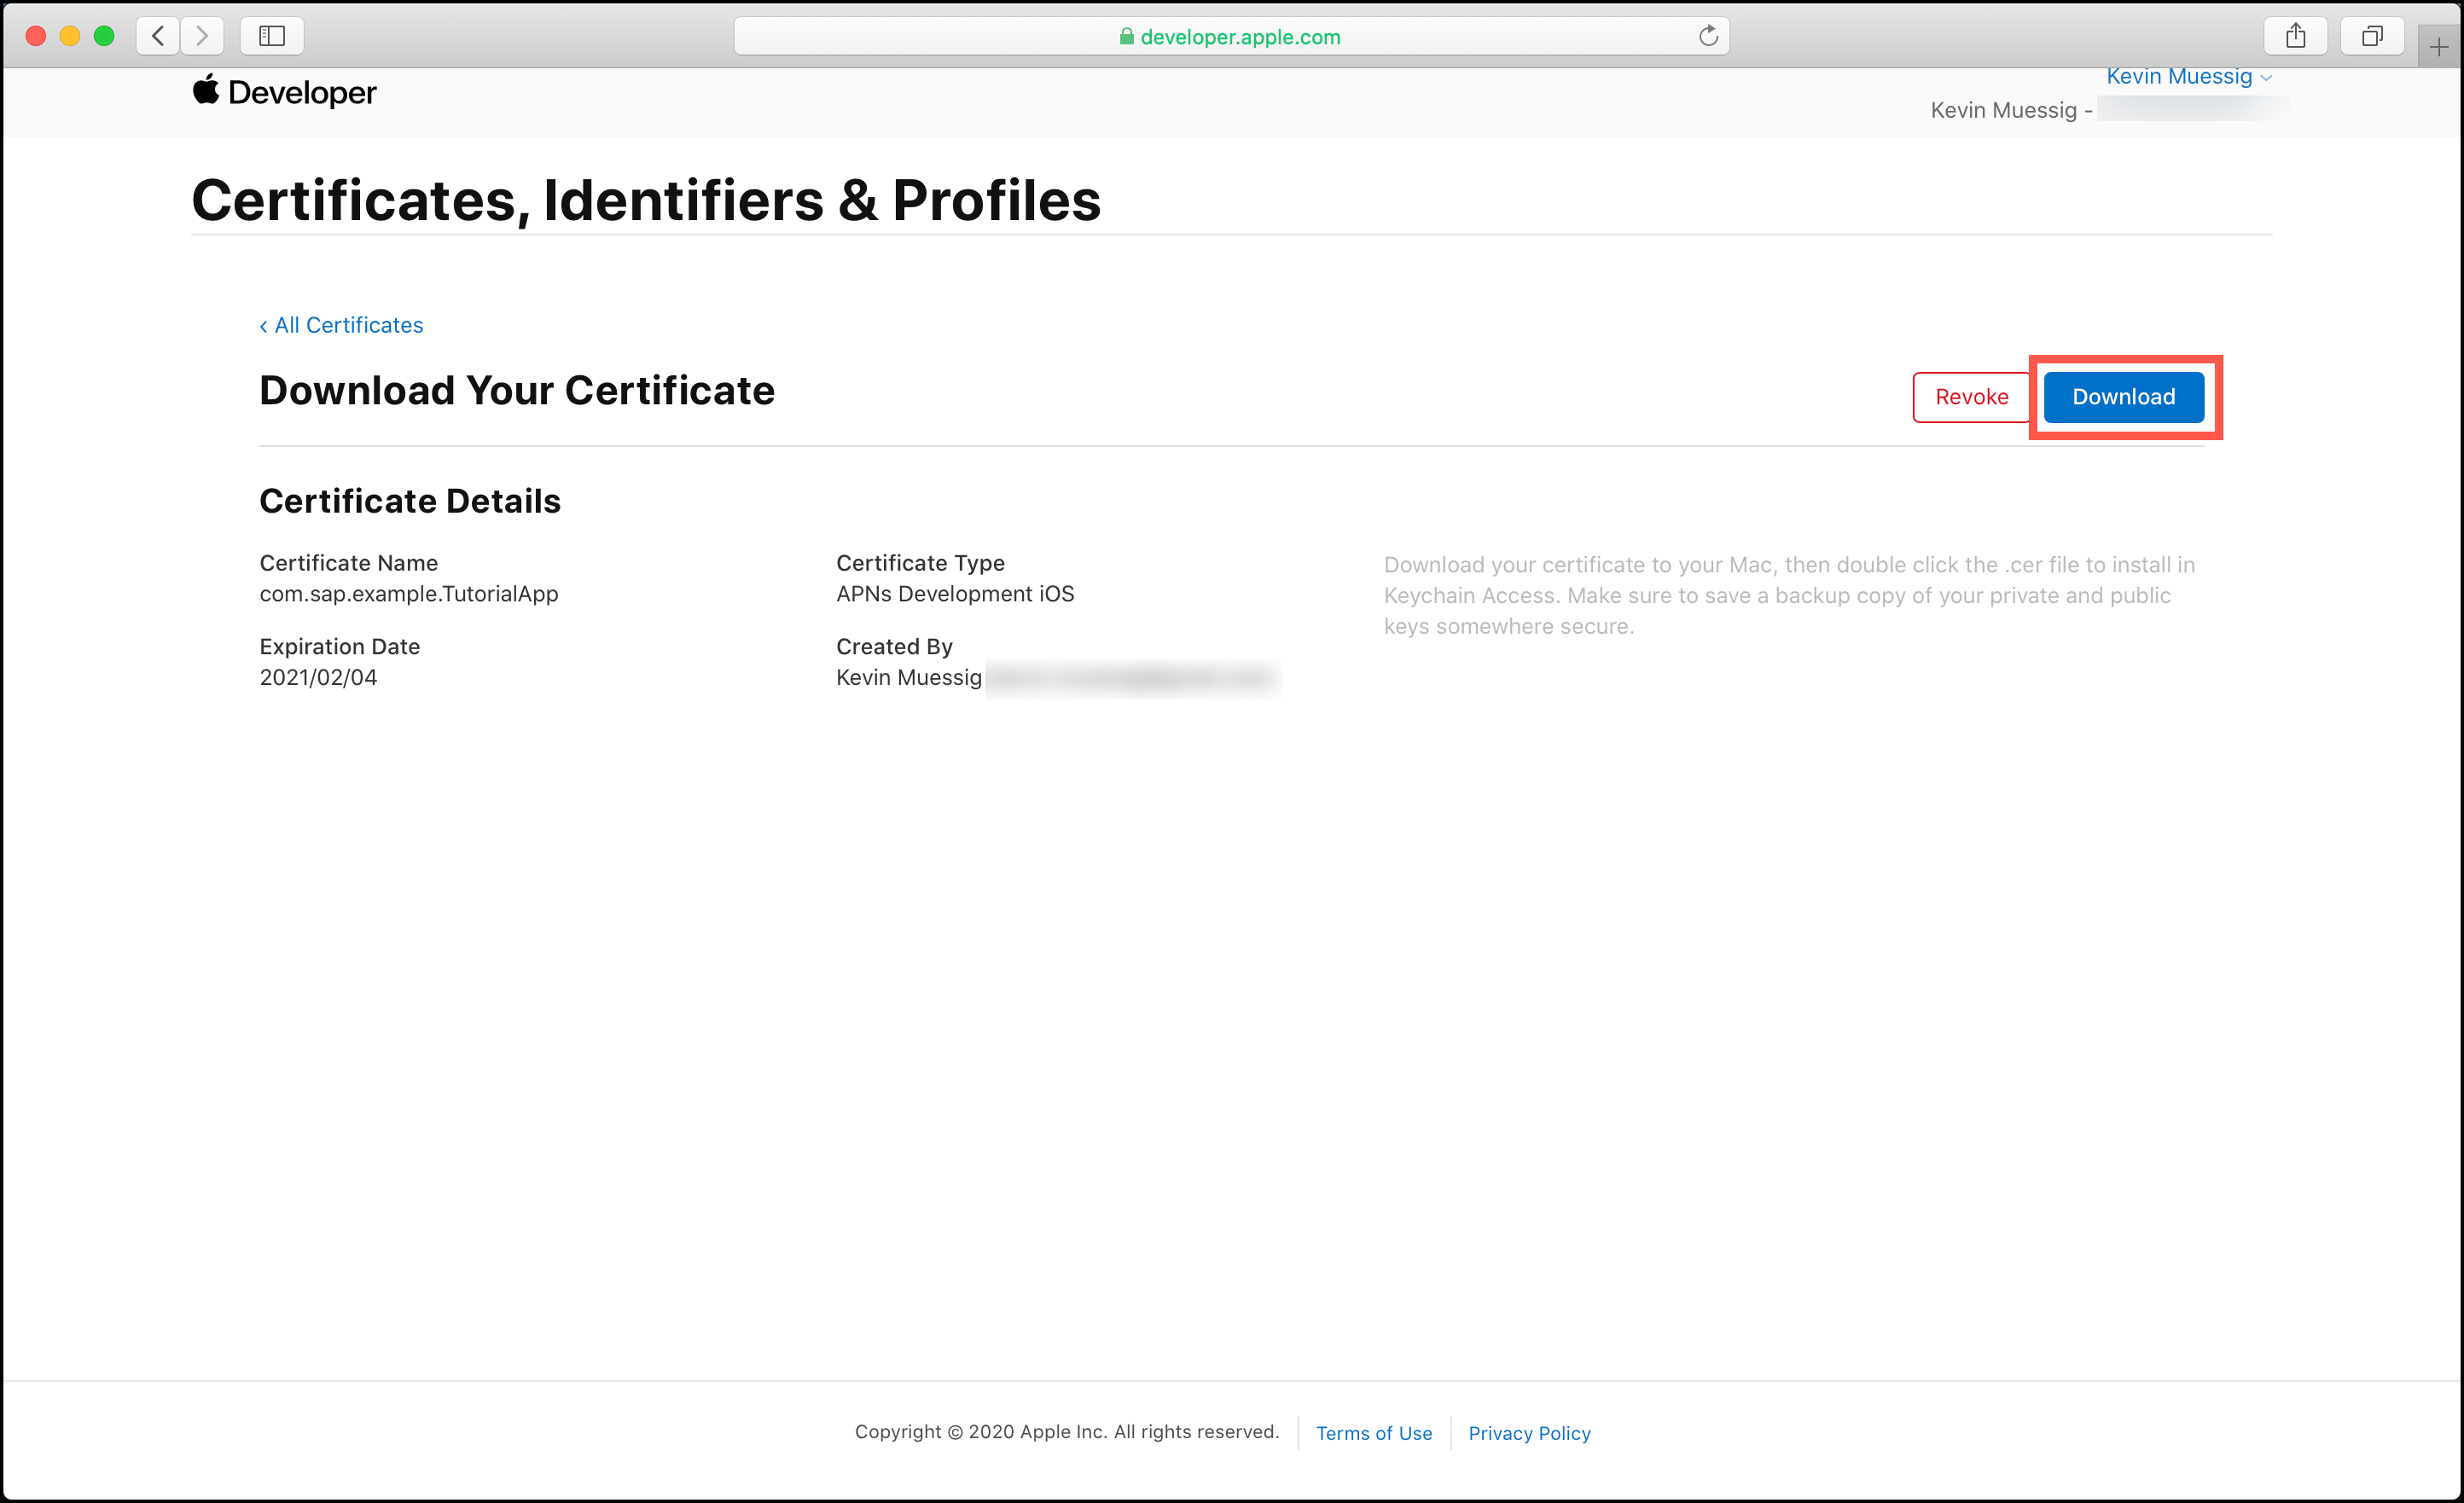 developer.apple.com
Developer
Kevin Muessig
Kevin Muessig -
Certificates, Identifiers & Profiles
‹ All Certificates
Download Your Certificate
Revoke
Download
Certificate Details
Certificate Name
com.sap.example.TutorialApp
Certificate Type
APNs Development iOS
Download your certificate to your Mac, then double click the .cer file to install in
Keychain Access. Make sure to save a backup copy of your private and public
keys somewhere secure.
Expiration Date
2021/02/04
Created By
Kevin Muessig
Copyright © 2020 Apple Inc. All rights reserved.
Terms of Use
Privacy Policy